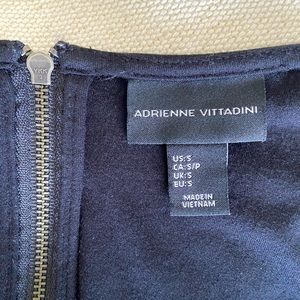 ADRIENNE VITTADINI
US:S
CA:S/P
UK:S
EU:S
MADE IN
VIETNAM